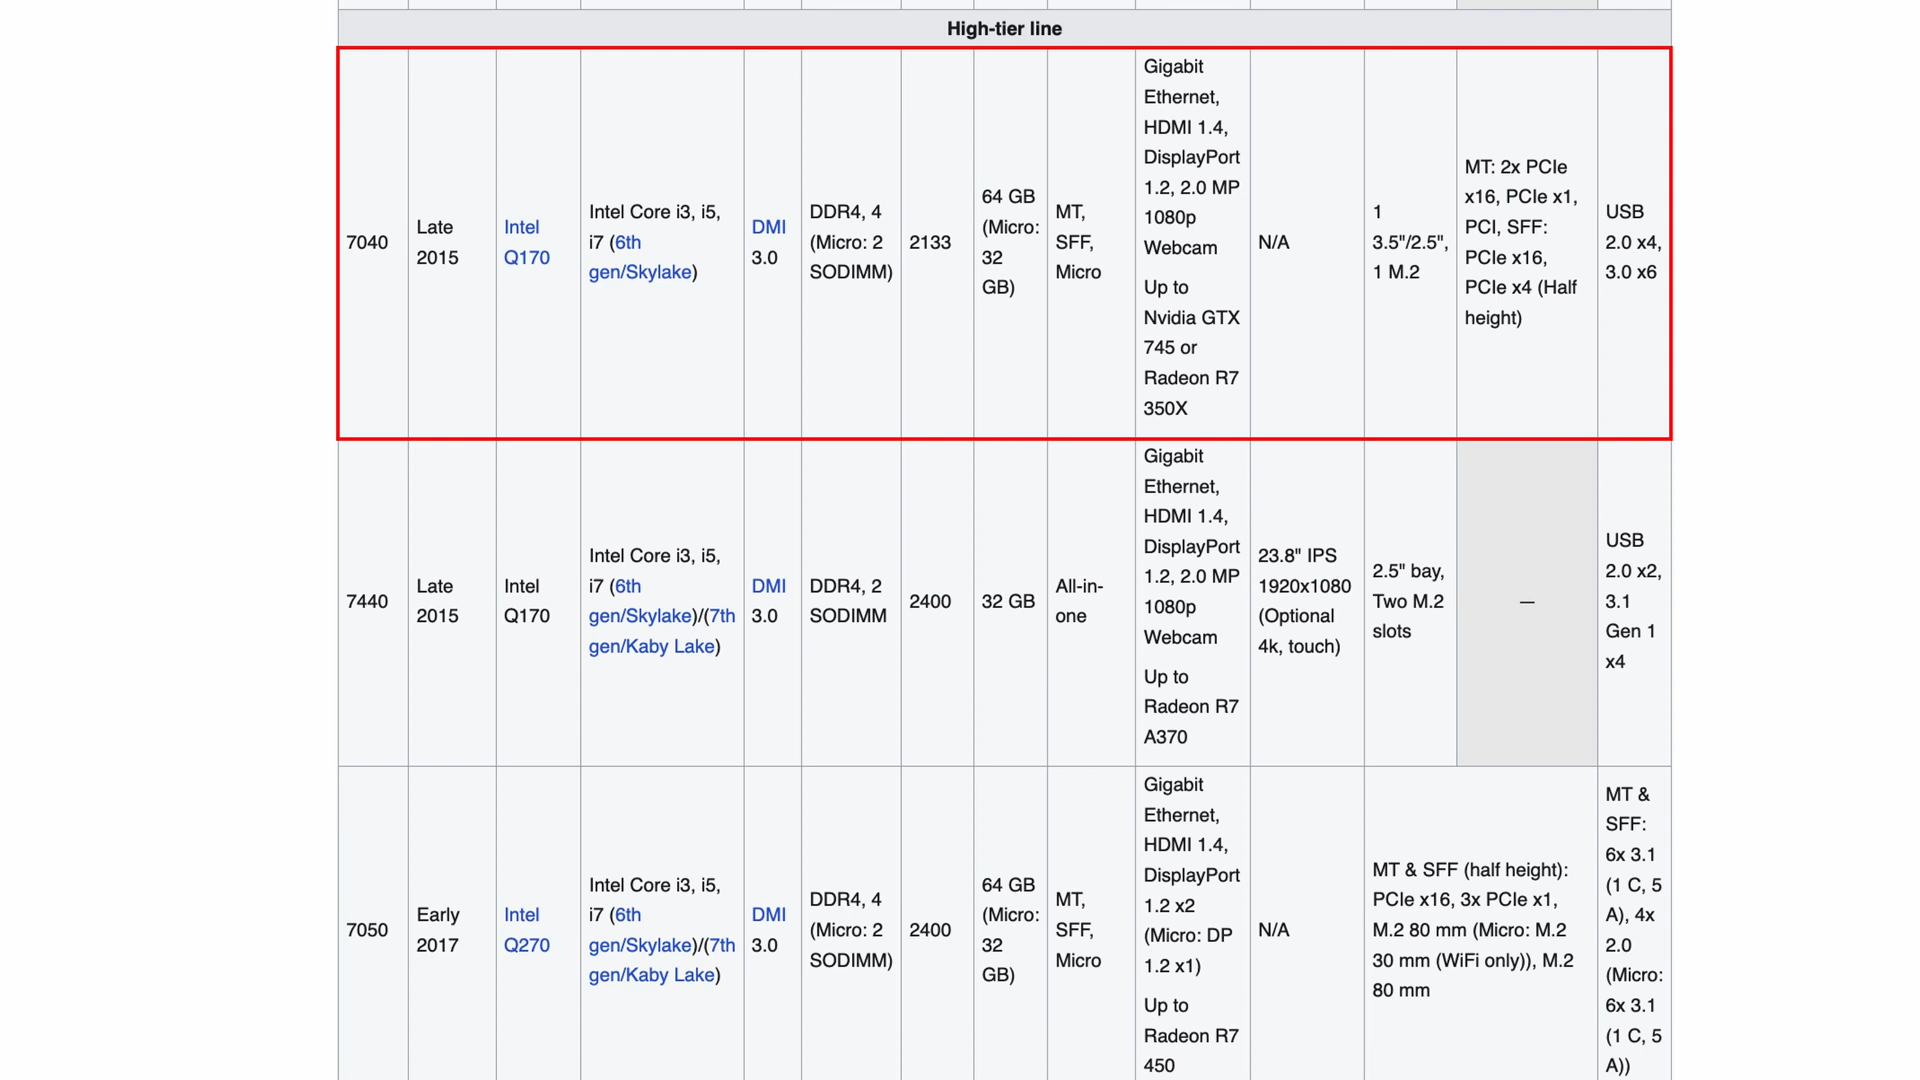 High-tier line
7040
Late
2015
Intel
Q170
Intel Core i3, i5,
i7 (6th
gen/Skylake)
DMI
3.0
DDR4, 4
(Micro: 2
SODIMM)
2133
64 GB
(Micro:
32
GB)
MT,
SFF,
Micro
Gigabit
Ethernet,
HDMI 1.4,
DisplayPort
1.2, 2.0 MP
1080p
Webcam
Up to
Nvidia GTX
745 or
Radeon R7
350X
N/A
1
3.5"/2.5",
1 M.2
MT: 2x PCIe
x16, PCIe x1,
PCI, SFF:
PCIe x16,
PCIe x4 (Half
height)
USB
2.0 x4,
3.0 x6
7440
Late
2015
Intel
Q170
Intel Core i3, i5,
i7 (6th
gen/Skylake)/(7th
gen/Kaby Lake)
DMI
3.0
DDR4, 2
SODIMM
2400
32 GB
All-in-
one
Gigabit
Ethernet,
HDMI 1.4,
DisplayPort
1.2, 2.0 MP
1080p
Webcam
Up to
Radeon R7
A370
23.8" IPS
1920x1080
(Optional
4k, touch)
2.5" bay,
Two M.2
slots
—
USB
2.0 x2,
3.1
Gen 1
x4
7050
Early
2017
Intel
Q270
Intel Core i3, i5,
i7 (6th
gen/Skylake)/(7th
gen/Kaby Lake)
DMI
3.0
DDR4, 4
(Micro: 2
SODIMM)
2400
64 GB
(Micro:
32
GB)
MT,
SFF,
Micro
Gigabit
Ethernet,
HDMI 1.4,
DisplayPort
1.2 x2
(Micro: DP
1.2 x1)
Up to
Radeon R7
450
N/A
MT & SFF (half height):
PCIe x16, 3x PCIe x1,
M.2 80 mm (Micro: M.2
30 mm (WiFi only)), M.2
80 mm
MT &
SFF:
6x 3.1
(1 C, 5
A), 4x
2.0
(Micro:
6x 3.1
(1 C, 5
A))